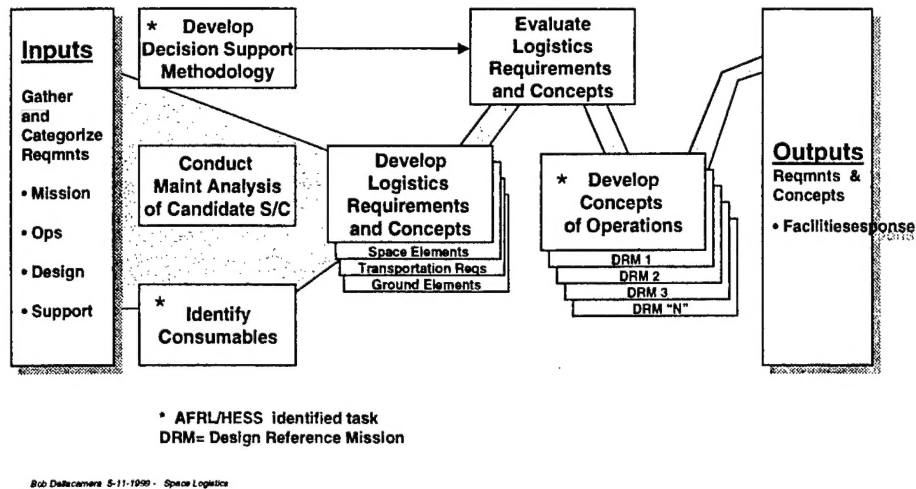 Inputs
Gather
and
Categorize
Reqmnts
• Mission
• Ops
• Design
• Support
* Develop
Decision Support
Methodology
Conduct
Maint Analysis
of Candidate S/C
* Identify
Consumables
Develop
Logistics
Requirements
and Concepts
Space Elements
Transportation Reqs
Ground Elements
Evaluate
Logistics
Requirements
and Concepts
* Develop
Concepts
of Operations
DRM 1
DRM 2
DRM 3
DRM "N"
Outputs
Reqmnts &
Concepts
• Facilitiesesponse
* AFRL/HESS identified task
DRM= Design Reference Mission
Bob Dellacamera 5-11-1999 - Space Logistics